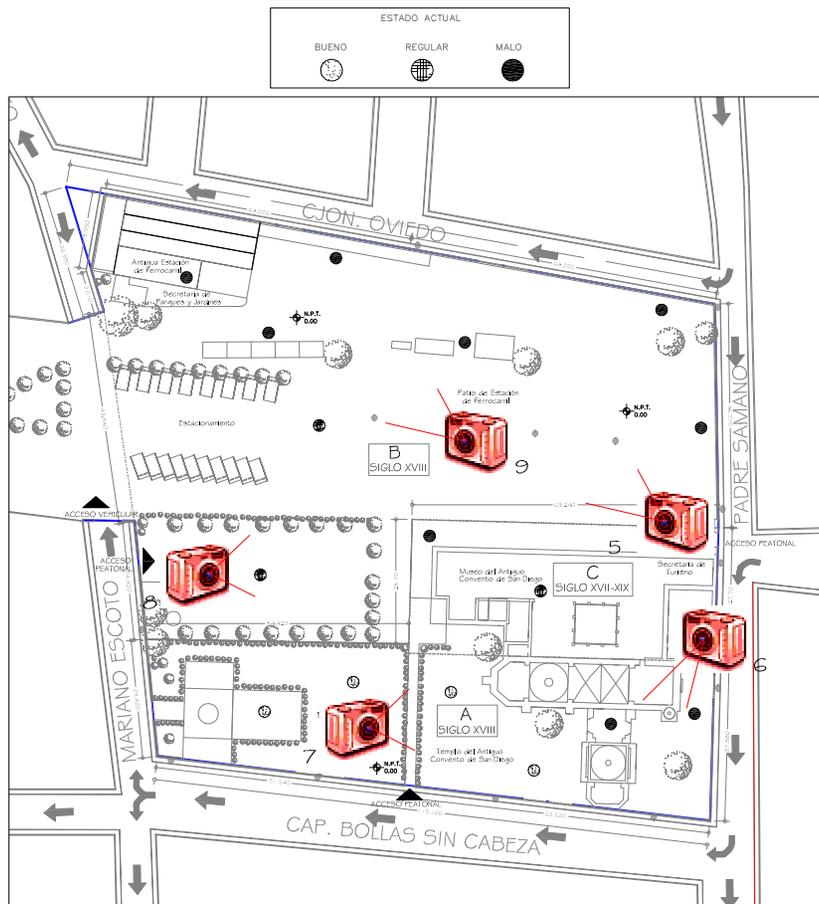 ESTADO ACTUAL
BUENO
REGULAR
MALO
CJON. OVIEDO
Antigua Estación
de Ferrocarril
Secretaria de
Parques y Jardines
N.P.T.
0.00
Patio de Estación
de Ferrocarril
N.P.T.
0.00
Estacionamiento
B
SIGLO XVIII
9
PADRE SAMANO
ACCESO VEHICULAR
ACCESO
PEATONAL
5
ACCESO PEATONAL
Museo del Antiguo
Convento de San Diego
C
SIGLO XVII-XIX
Secretaria de
Turismo
8
MARIANO ESCOTO
6
A
SIGLO XVIII
7
Templo del Antiguo
Convento de San Diego
N.P.T.
0.00
ACCESO PEATONAL
CAP. BOLLAS SIN CABEZA